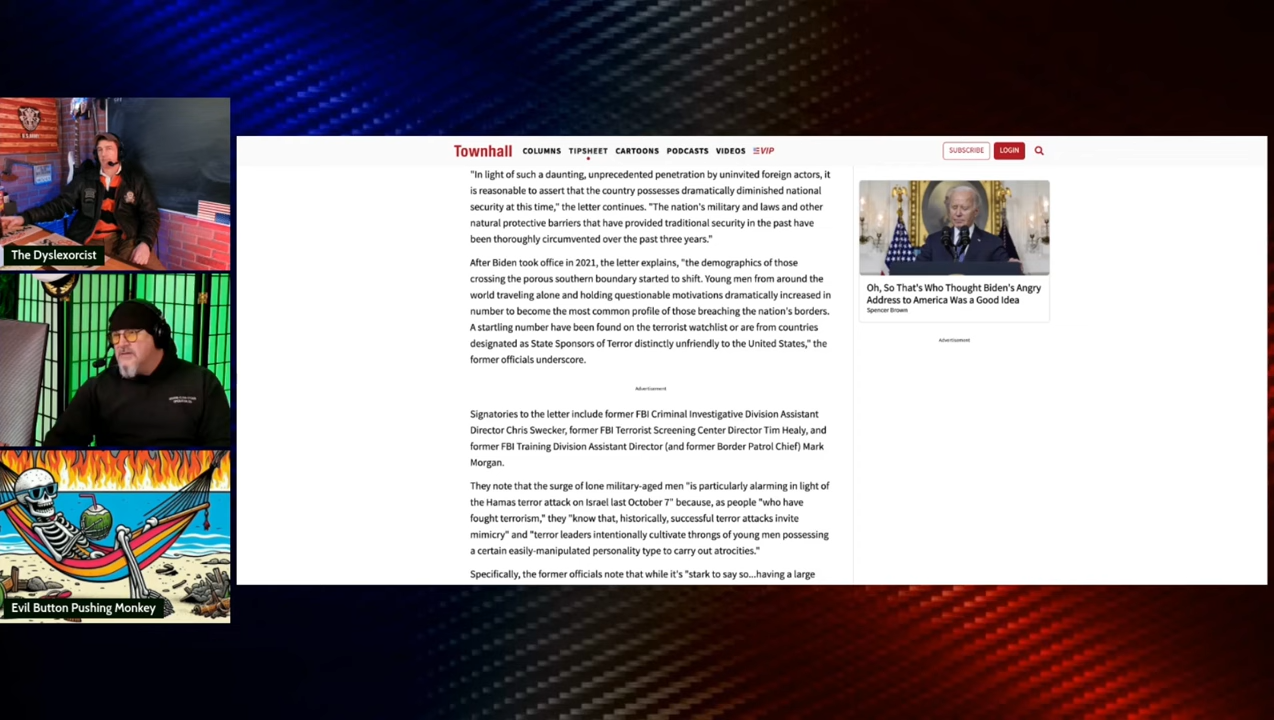 The Dyslexorcist
Evil Button Pushing Monkey
Townhall COLUMNS TIPSHEET CARTOONS PODCASTS VIDEOS VIP SUBSCRIBE LOGIN
"In light of such a daunting, unprecedented penetration by uninvited foreign actors, it
is reasonable to assert that the country possesses dramatically diminished national
security at this time," the letter continues. "The nation's military and laws and other
natural protective barriers that have provided traditional security in the past have
been thoroughly circumvented over the past three years."
After Biden took office in 2021, the letter explains, "the demographics of those
crossing the porous southern boundary started to shift. Young men from around the
world traveling alone and holding questionable motivations dramatically increased in
number to become the most common profile of those breaching the nation's borders.
A startling number have been found on the terrorist watchlist or are from countries
designated as State Sponsors of Terror distinctly unfriendly to the United States," the
former officials underscore.
Advertisement
Signatories to the letter include former FBI Criminal Investigative Division Assistant
Director Chris Swecker, former FBI Terrorist Screening Center Director Tim Healy, and
former FBI Training Division Assistant Director (and former Border Patrol Chief) Mark
Morgan.
They note that the surge of lone military-aged men "is particularly alarming in light of
the Hamas terror attack on Israel last October 7" because, as people "who have
fought terrorism," they "know that, historically, successful terror attacks invite
mimicry" and "terror leaders intentionally cultivate throngs of young men possessing
a certain easily-manipulated personality type to carry out atrocities."
Specifically, the former officials note that while it's "stark to say so...having a large
Oh, So That's Who Thought Biden's Angry
Address to America Was a Good Idea
Spencer Brown
Advertisement